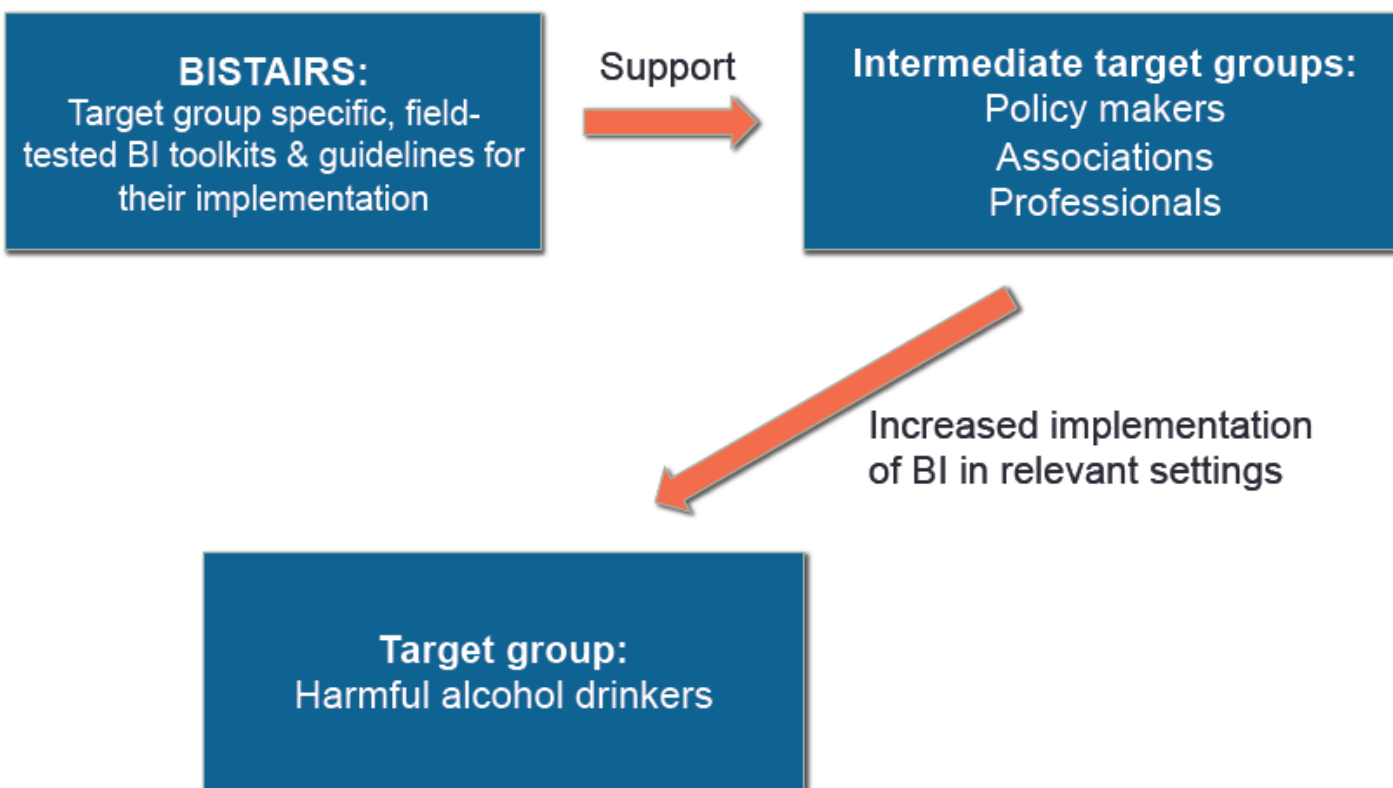 BISTAIRS:
Target group specific, field-
tested BI toolkits & guidelines for
their implementation
Support
Intermediate target groups:
Policy makers
Associations
Professionals
Increased implementation
of BI in relevant settings
Target group:
Harmful alcohol drinkers